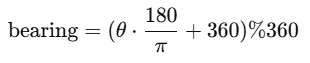 bearing = (θ · 180/π + 360)%360